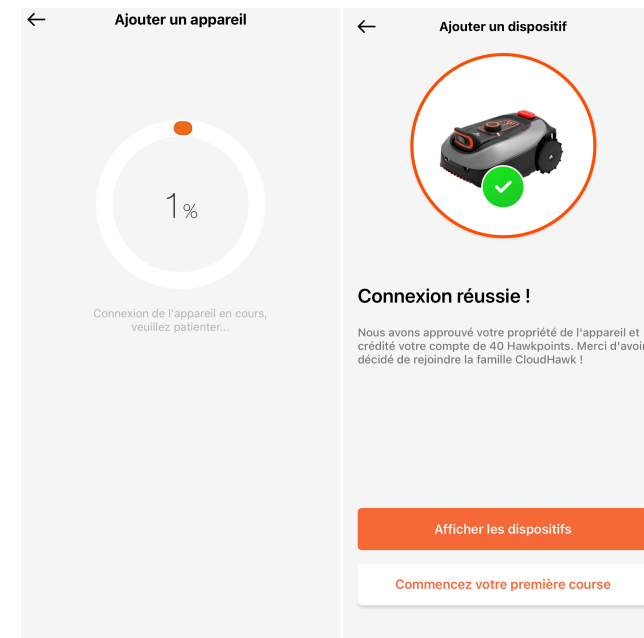 Ajouter un appareil
1%
Connexion de l'appareil en cours,
veuillez patienter...
Ajouter un dispositif
Connexion réussie !
Nous avons approuvé votre propriété de l'appareil et
crédité votre compte de 40 Hawkpoints. Merci d'avoir
décidé de rejoindre la famille CloudHawk !
Afficher les dispositifs
Commencez votre première course